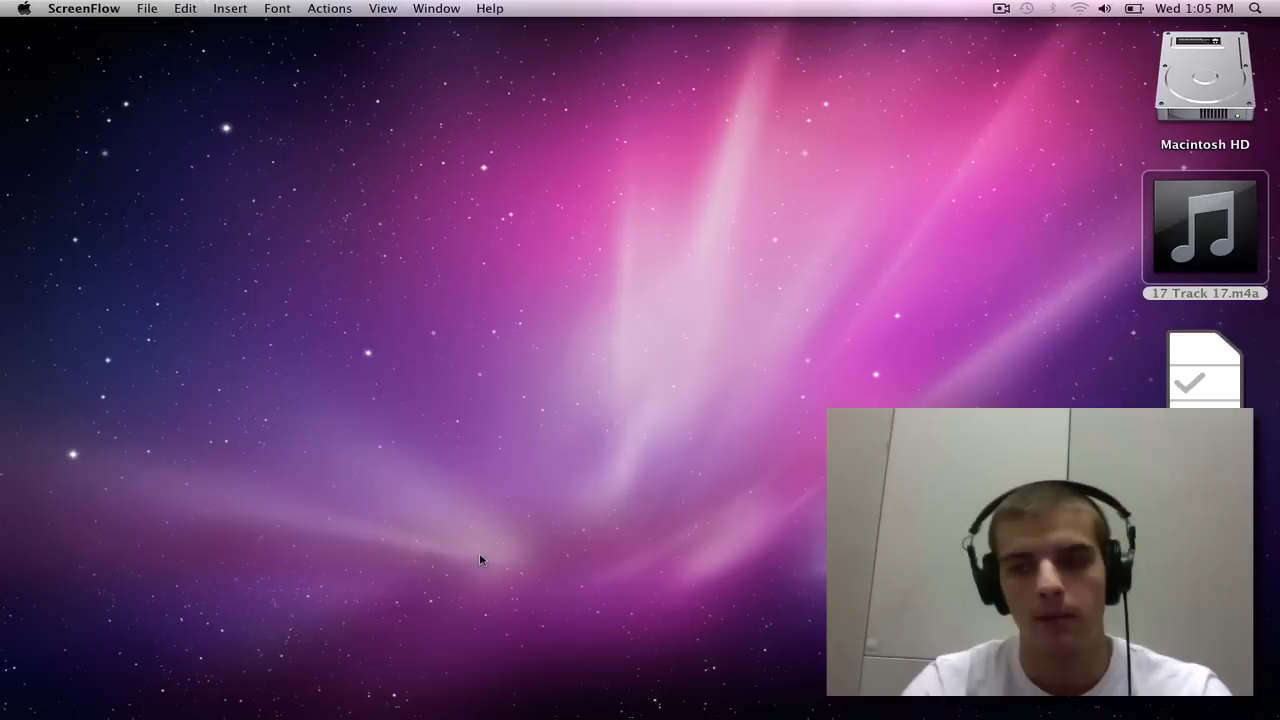 ScreenFlow File Edit Insert Font Actions View Window Help Wed 1:05 PM
Macintosh HD
17 Track 17.m4a